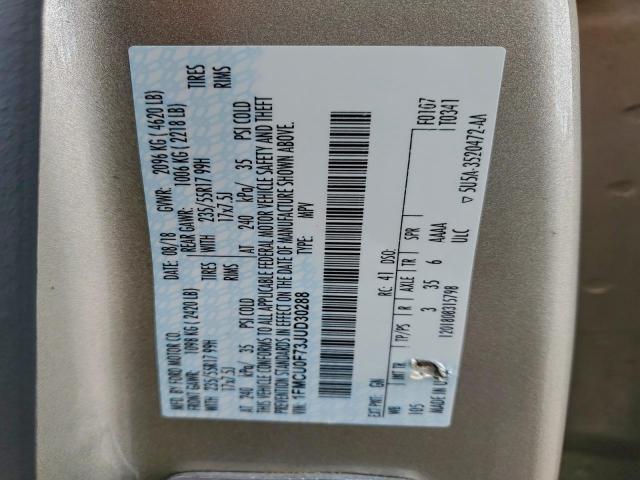 MFD. BY FORD MOTOR CO.
DATE: 08/18 GVWR: 2096 KG ( 4620 LB)
FRONT GAWR: 1098 KG ( 2420 LB) REAR GAWR: 1006 KG ( 2218 LB)
235/55R17 99H TIRES WITH 235/55R17 99H TIRES
17x7.5J RIMS 17x7.5J RIMS
AT 240 kPa/ 35 PSI COLD AT 240 kPa/ 35 PSI COLD
THIS VEHICLE CONFORMS TO ALL APPLICABLE FEDERAL MOTOR VEHICLE SAFETY AND THEFT
PREVENTION STANDARDS IN EFFECT ON THE DATE OF MANUFACTURE SHOWN ABOVE.
1FMCU0F73JUD30288 TYPE: MPV
EXT PNT: GN RC: 41 DSO: F0167
WB TP/PS R AXLE TR SPR T0341
105 3 35 6 AAAA
MADE IN U.S.A. ULC ▽ 5U5A-3520472-AA
120180831579B